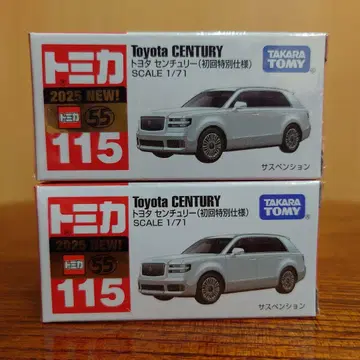 トミカ
2025 NEW!
トミカ 55
115
Toyota CENTURY
トヨタ センチュリー(初回特別仕様)
SCALE 1/71
TAKARA
TOMY
サスペンション
トミカ
2025 NEW!
トミカ 55
115
Toyota CENTURY
トヨタ センチュリー(初回特別仕様)
SCALE 1/71
TAKARA
TOMY
サスペンション